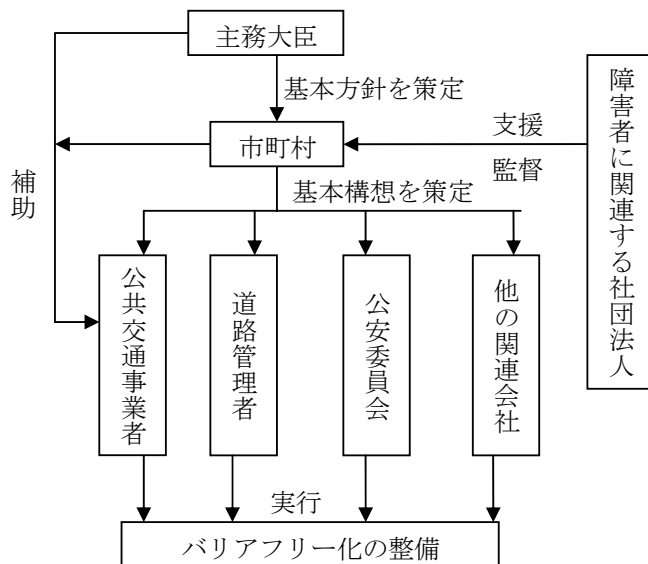 主務大臣
基本方針を策定
市町村
支援
監督
障害者に関連する社団法人
補助
基本構想を策定
公共交通事業者
道路管理者
公安委員会
他の関連会社
実行
バリアフリー化の整備